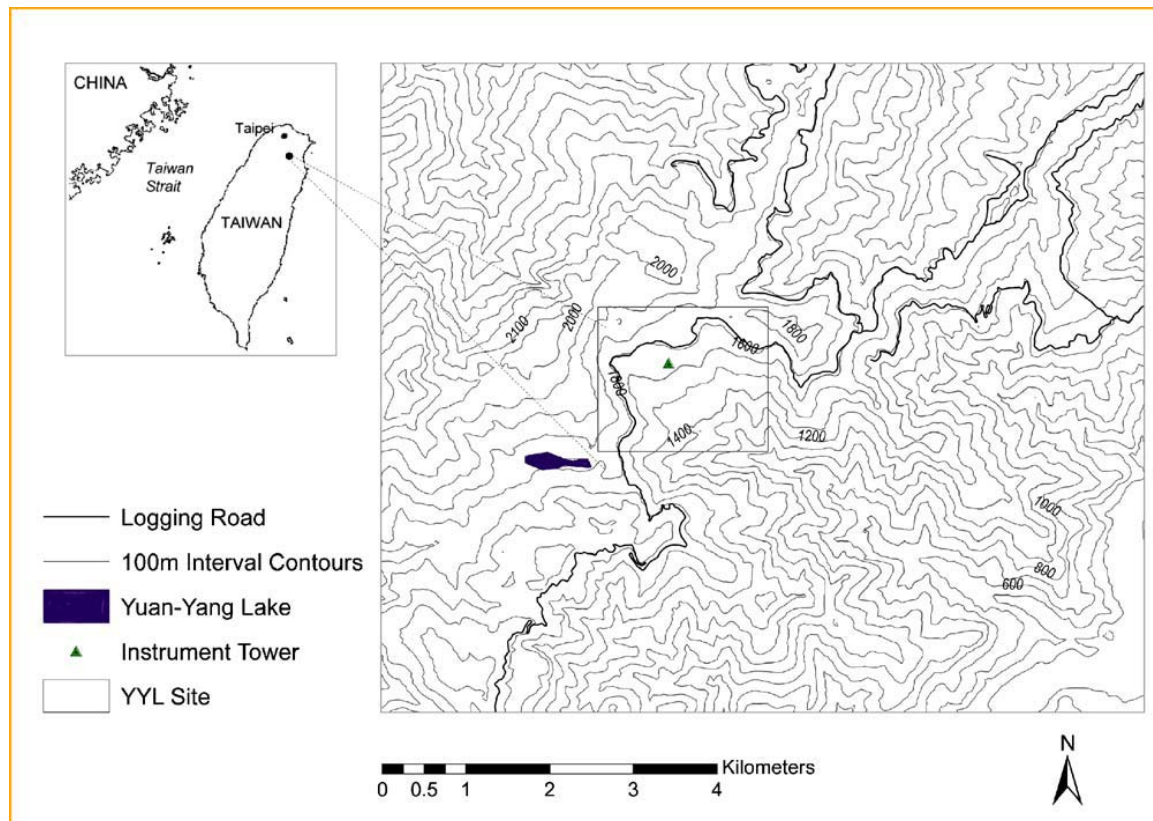 CHINA
Taipei
Taiwan
Strait
TAIWAN
2000
2100
2000
1800
1600
1800
1400
1200
1000
800
600
Logging Road
100m Interval Contours
Yuan-Yang Lake
Instrument Tower
YYL Site
Kilometers
0 0.5 1 2 3 4
N